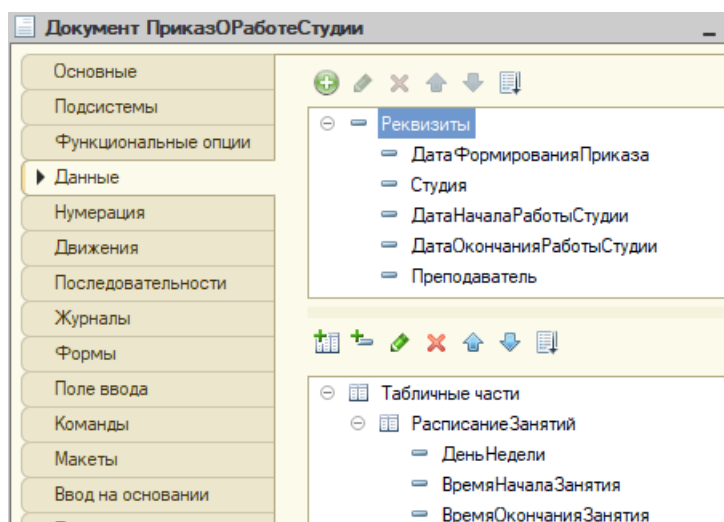 Документ ПриказОРаботеСтудии
Основные
Подсистемы
Функциональные опции
Данные
Нумерация
Движения
Последовательности
Журналы
Формы
Поле ввода
Команды
Макеты
Ввод на основании
Реквизиты
ДатаФормированияПриказа
Студия
ДатаНачалаРаботыСтудии
ДатаОкончанияРаботыСтудии
Преподаватель
Табличные части
РасписаниеЗанятий
ДеньНедели
ВремяНачалаЗанятия
ВремяОкончанияЗанятия